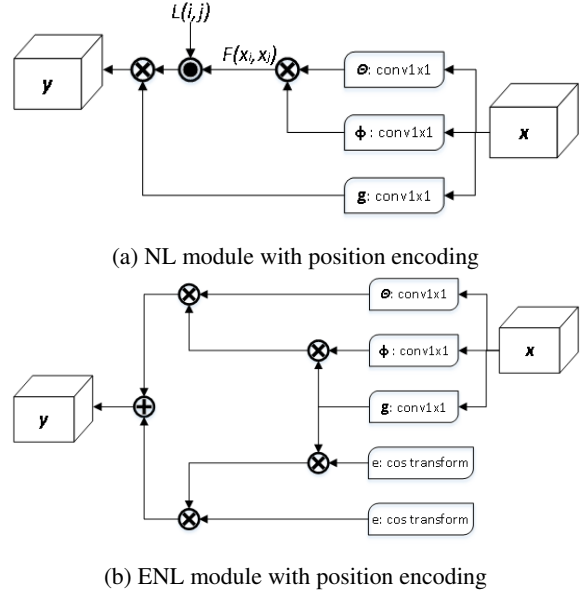 L(i,j)
F(xᵢ,xⱼ)
y
Θ: conv1x1
ϕ: conv1x1
x
g: conv1x1
(a) NL module with position encoding
Θ: conv1x1
ϕ: conv1x1
x
g: conv1x1
y
e: cos transform
e: cos transform
(b) ENL module with position encoding